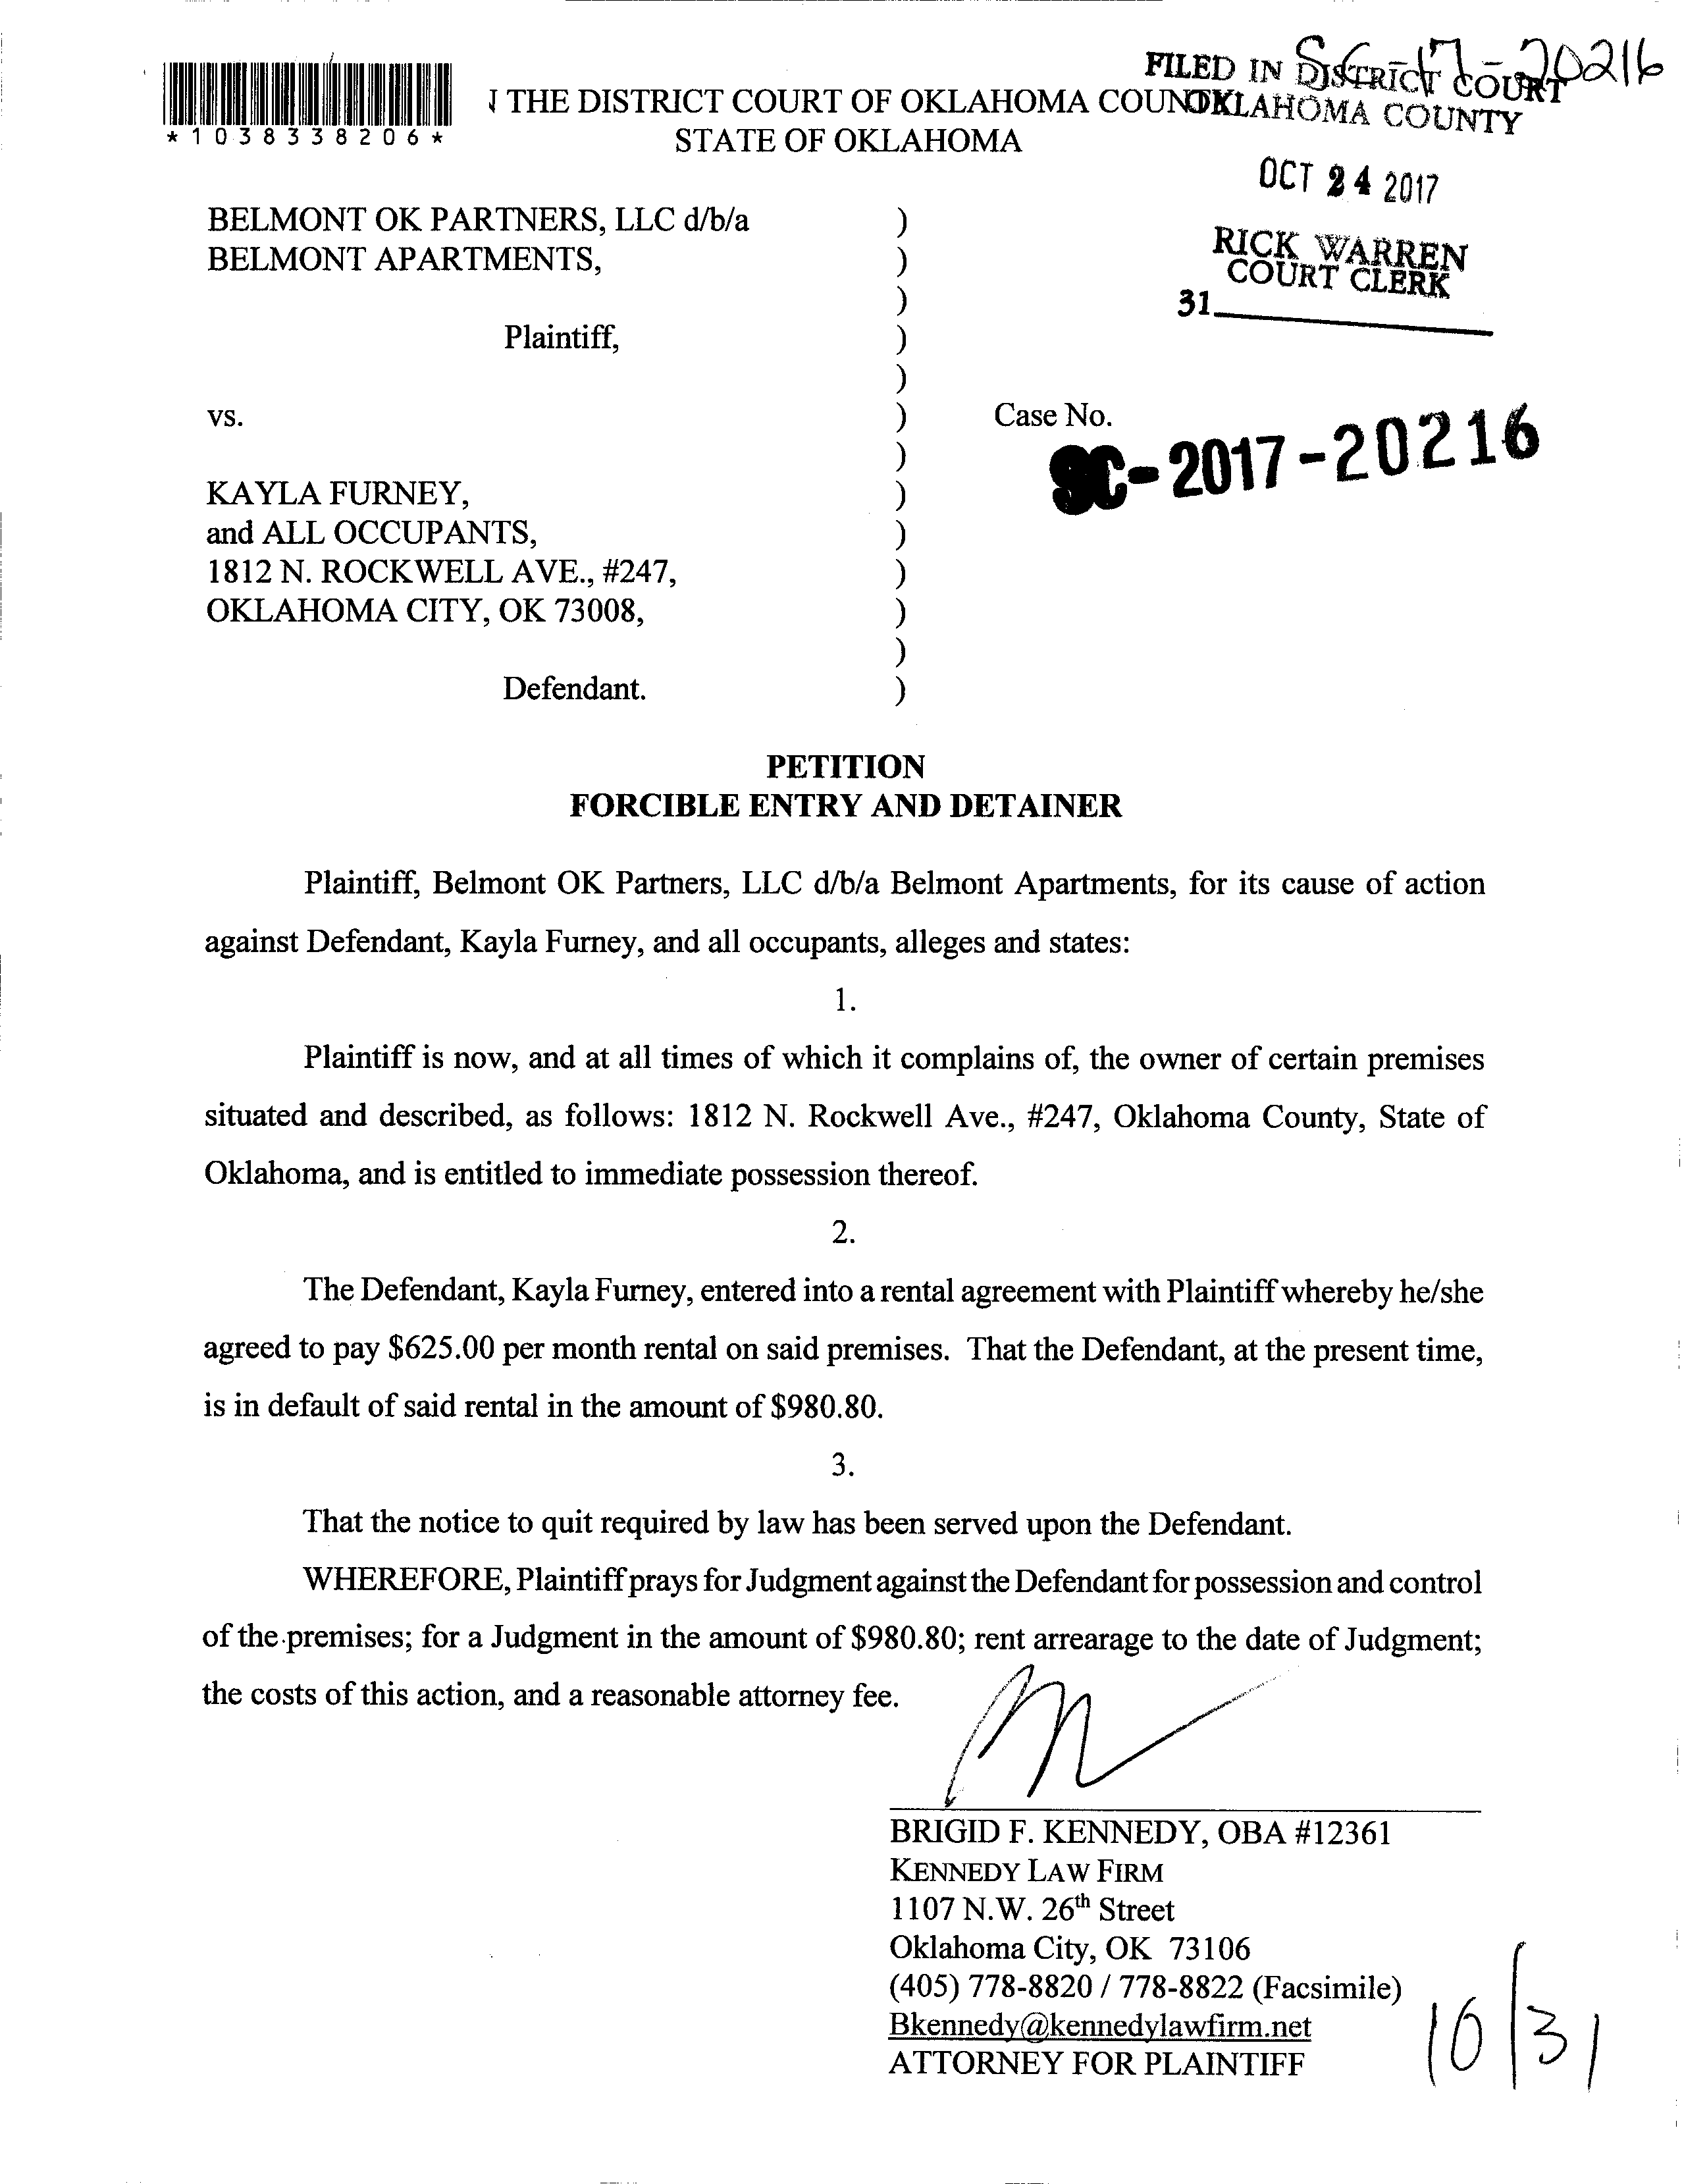 FILED IN DISTRICT COURT
OKLAHOMA COUNTY
SC-17-20216
*1038338206*
THE DISTRICT COURT OF OKLAHOMA COUN
STATE OF OKLAHOMA
OCT 24 2017
RICK WARREN
COURT CLERK
31
BELMONT OK PARTNERS, LLC d/b/a )
BELMONT APARTMENTS, )
)
Plaintiff, )
)
vs. ) Case No.
) SC-2017-20216
KAYLA FURNEY, )
and ALL OCCUPANTS, )
1812 N. ROCKWELL AVE., #247, )
OKLAHOMA CITY, OK 73008, )
)
Defendant. )
PETITION
FORCIBLE ENTRY AND DETAINER
Plaintiff, Belmont OK Partners, LLC d/b/a Belmont Apartments, for its cause of action
against Defendant, Kayla Furney, and all occupants, alleges and states:
1.
Plaintiff is now, and at all times of which it complains of, the owner of certain premises
situated and described, as follows: 1812 N. Rockwell Ave., #247, Oklahoma County, State of
Oklahoma, and is entitled to immediate possession thereof.
2.
The Defendant, Kayla Furney, entered into a rental agreement with Plaintiff whereby he/she
agreed to pay $625.00 per month rental on said premises. That the Defendant, at the present time,
is in default of said rental in the amount of $980.80.
3.
That the notice to quit required by law has been served upon the Defendant.
WHEREFORE, Plaintiff prays for Judgment against the Defendant for possession and control
of the premises; for a Judgment in the amount of $980.80; rent arrearage to the date of Judgment;
the costs of this action, and a reasonable attorney fee.
BRIGID F. KENNEDY, OBA #12361
KENNEDY LAW FIRM
1107 N.W. 26th Street
Oklahoma City, OK 73106
(405) 778-8820 / 778-8822 (Facsimile)
Bkennedy@kennedylawfirm.net
ATTORNEY FOR PLAINTIFF
10/31